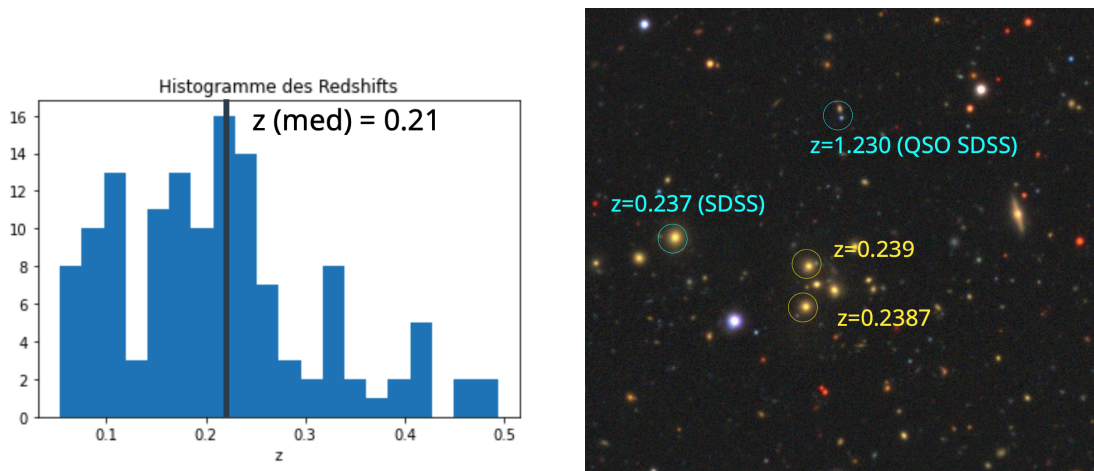 Histogramme des Redshifts
z (med) = 0.21
16
14
12
10
8
6
4
2
0
0.1 0.2 0.3 0.4 0.5
z
z=1.230 (QSO SDSS)
z=0.237 (SDSS)
z=0.239
z=0.2387